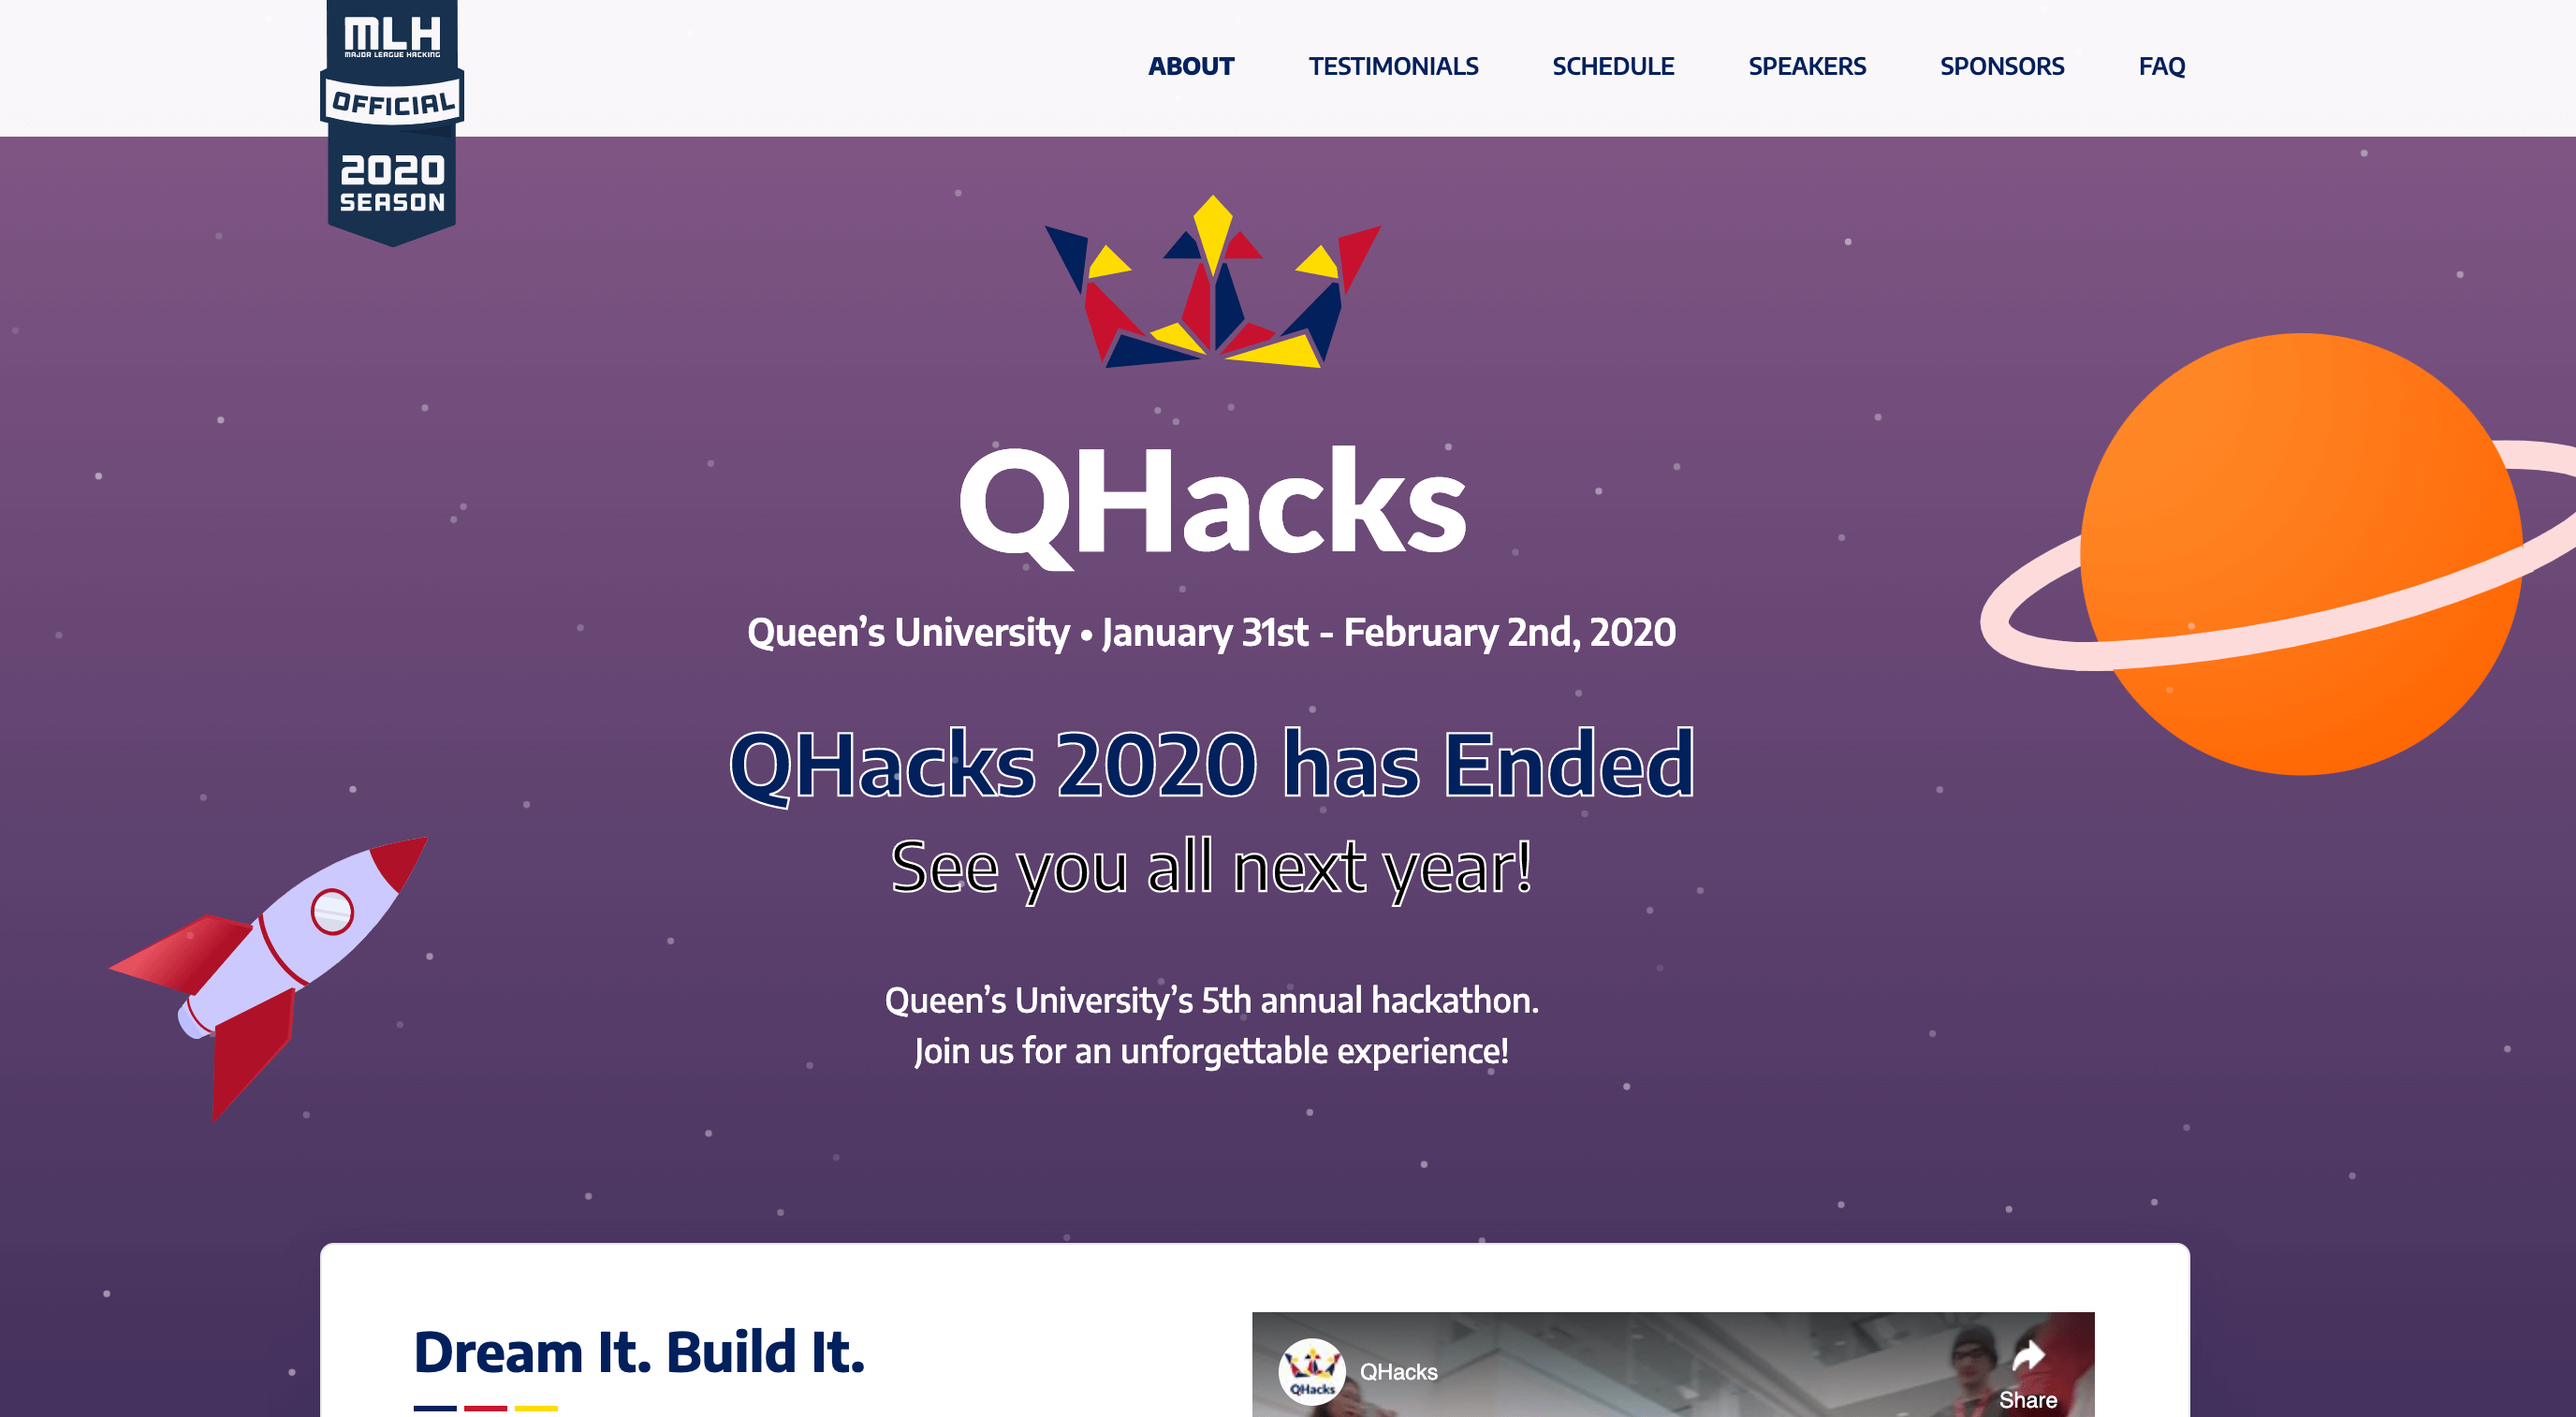 MLH
MAJOR LEAGUE HACKING
OFFICIAL
2020
SEASON
ABOUT TESTIMONIALS SCHEDULE SPEAKERS SPONSORS FAQ
QHacks
Queen’s University • January 31st - February 2nd, 2020
QHacks 2020 has Ended
See you all next year!
Queen’s University’s 5th annual hackathon.
Join us for an unforgettable experience!
Dream It. Build It.
QHacks
QHacks
Share